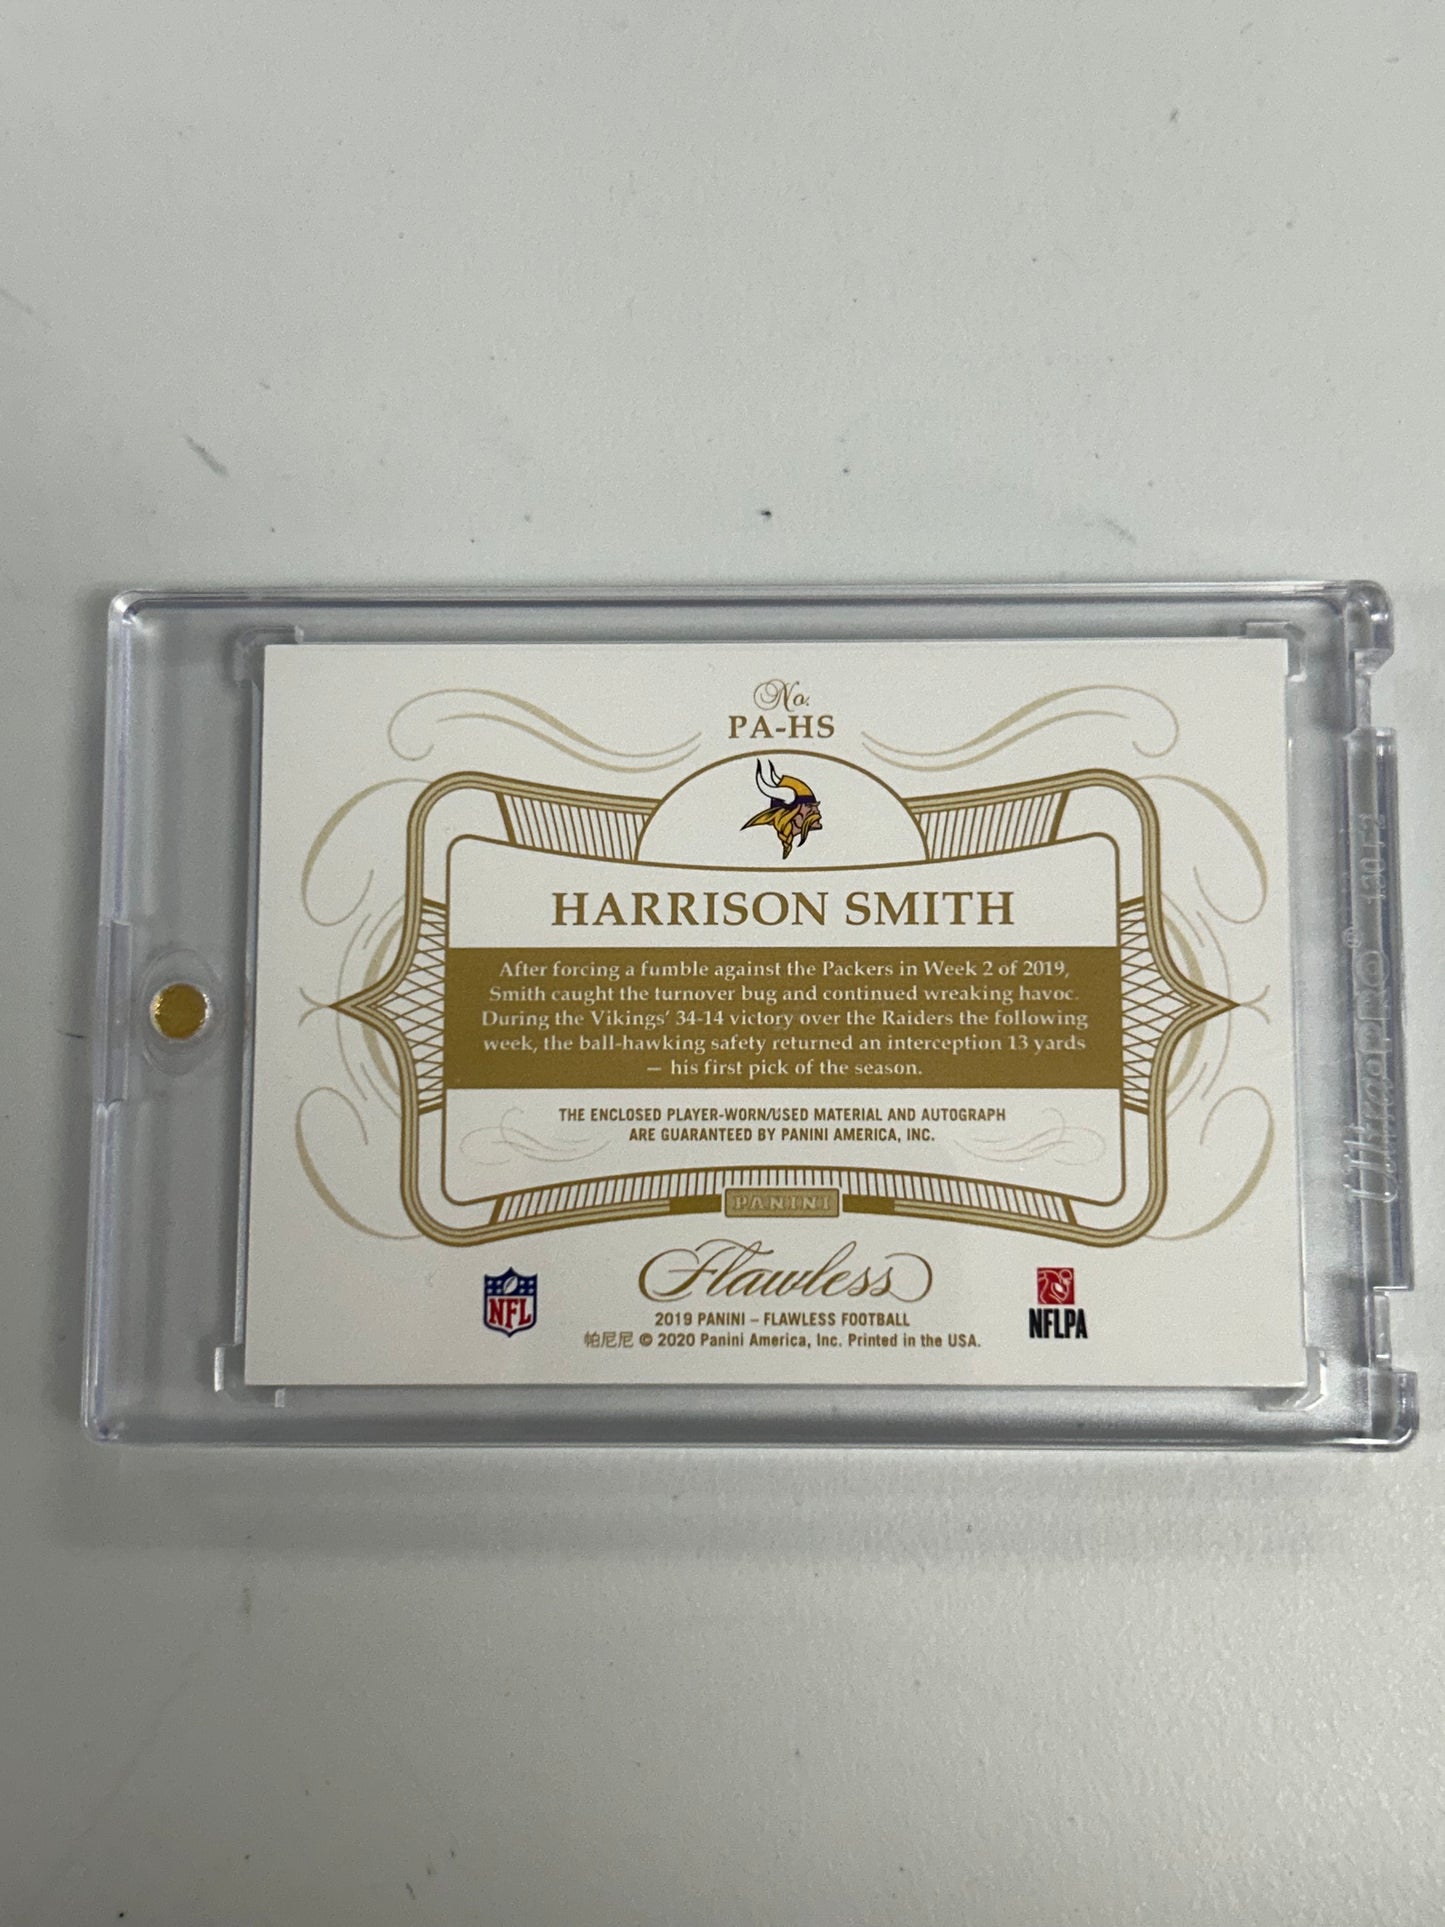 No.
PA-HS
HARRISON SMITH
After forcing a fumble against the Packers in Week 2 of 2019,
Smith caught the turnover bug and continued wreaking havoc.
During the Vikings' 34-14 victory over the Raiders the following
week, the ball-hawking safety returned an interception 13 yards
— his first pick of the season.
THE ENCLOSED PLAYER-WORN/USED MATERIAL AND AUTOGRAPH
ARE GUARANTEED BY PANINI AMERICA, INC.
PANINI
Flawless
NFL
NFLPA
2019 PANINI – FLAWLESS FOOTBALL
帕尼尼 © 2020 Panini America, Inc. Printed in the USA.
Ultra PRO® 130PT